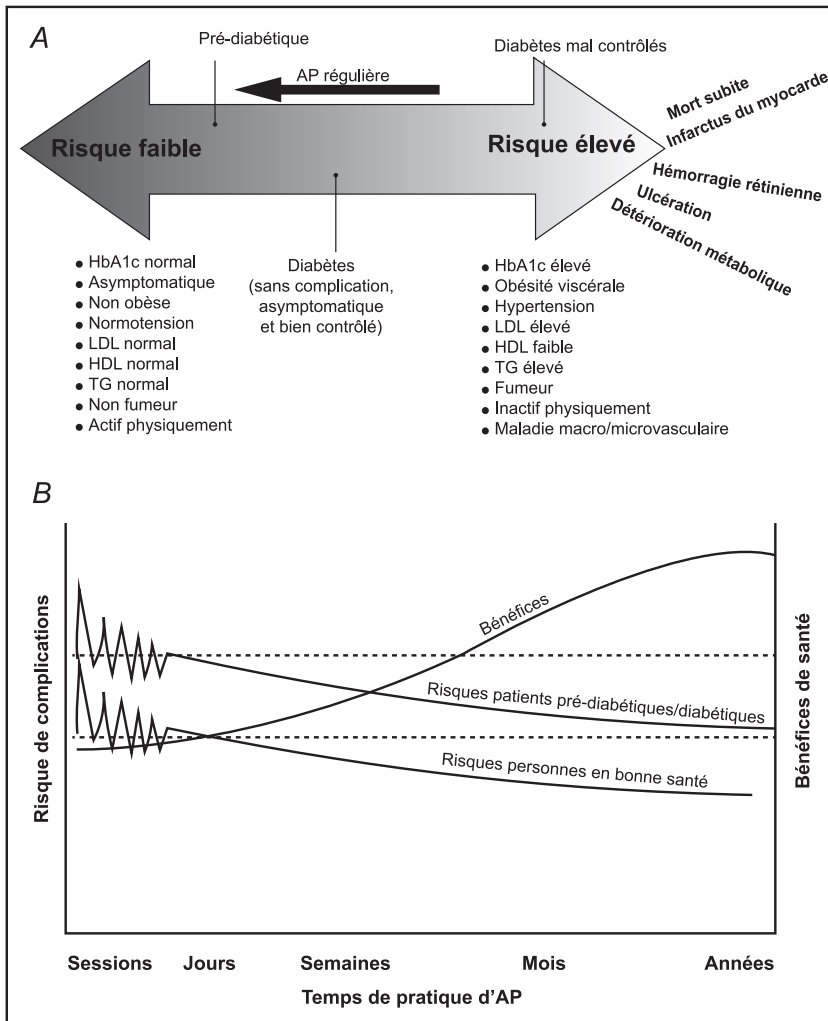 A
Pré-diabétique
Diabètes mal contrôlés
AP régulière
Mort subite
Infarctus du myocarde
Risque faible
Risque élevé
Hémorragie rétinienne
Ulcération
Détérioration métabolique
● HbA1c normal
● Asymptomatique
● Non obèse
● Normotension
● LDL normal
● HDL normal
● TG normal
● Non fumeur
● Actif physiquement
Diabètes
(sans complication,
asymptomatique
et bien contrôlé)
● HbA1c élevé
● Obésité viscérale
● Hypertension
● LDL élevé
● HDL faible
● TG élevé
● Fumeur
● Inactif physiquement
● Maladie macro/microvasculaire
B
Risque de complications
Bénéfices
Risques patients pré-diabétiques/diabétiques
Risques personnes en bonne santé
Bénéfices de santé
Sessions Jours Semaines Mois Années
Temps de pratique d'AP